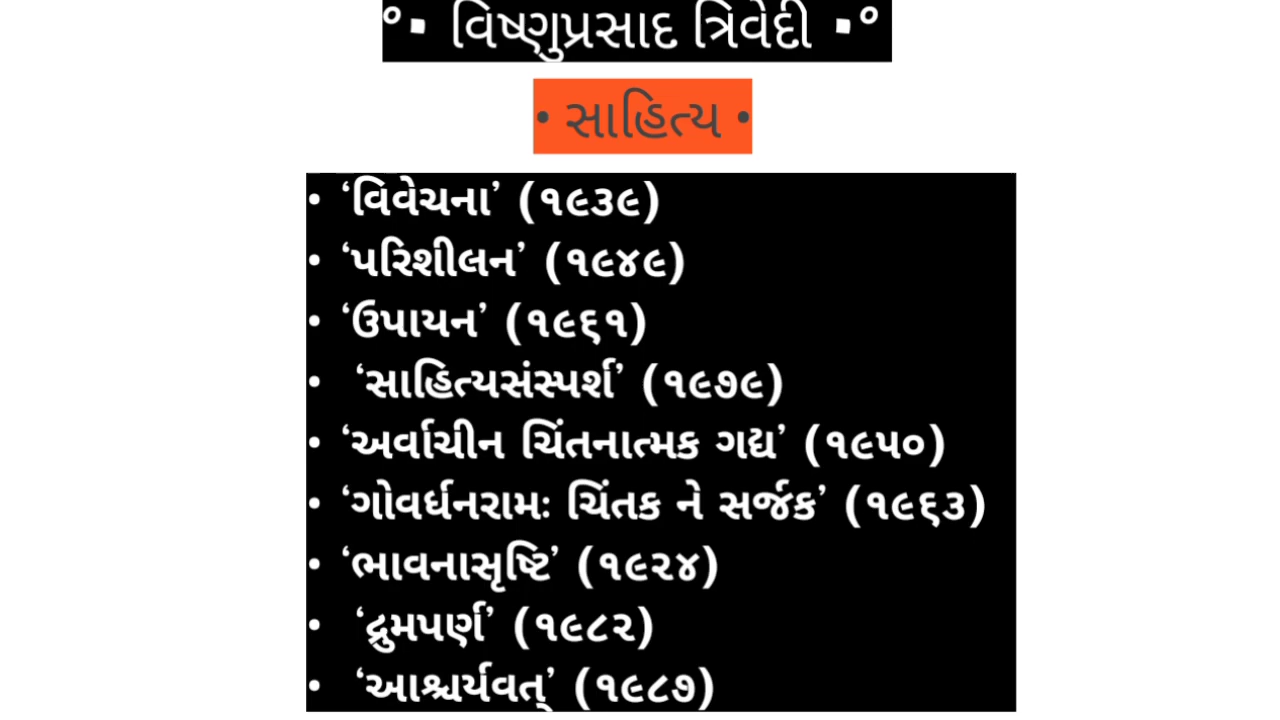 °▪ વિષ્ણુપ્રસાદ ત્રિવેદી ▪°
• સાહિત્ય •
• ‘વિવેચના’ (૧૯૩૯)
• ‘પરિશીલન’ (૧૯૪૯)
• ‘ઉપાયન’ (૧૯૬૧)
• ‘સાહિત્યસંસ્પર્શ’ (૧૯૭૯)
• ‘અર્વાચીન ચિંતનાત્મક ગદ્ય’ (૧૯૫૦)
• ‘ગોવર્ધનરામઃ ચિંતક ને સર્જક’ (૧૯૬૩)
• ‘ભાવનાસૃષ્ટિ’ (૧૯૨૪)
• ‘દ્રુમપર્ણ’ (૧૯૮૨)
• ‘આશ્ચર્યવત્’ (૧૯૮૭)